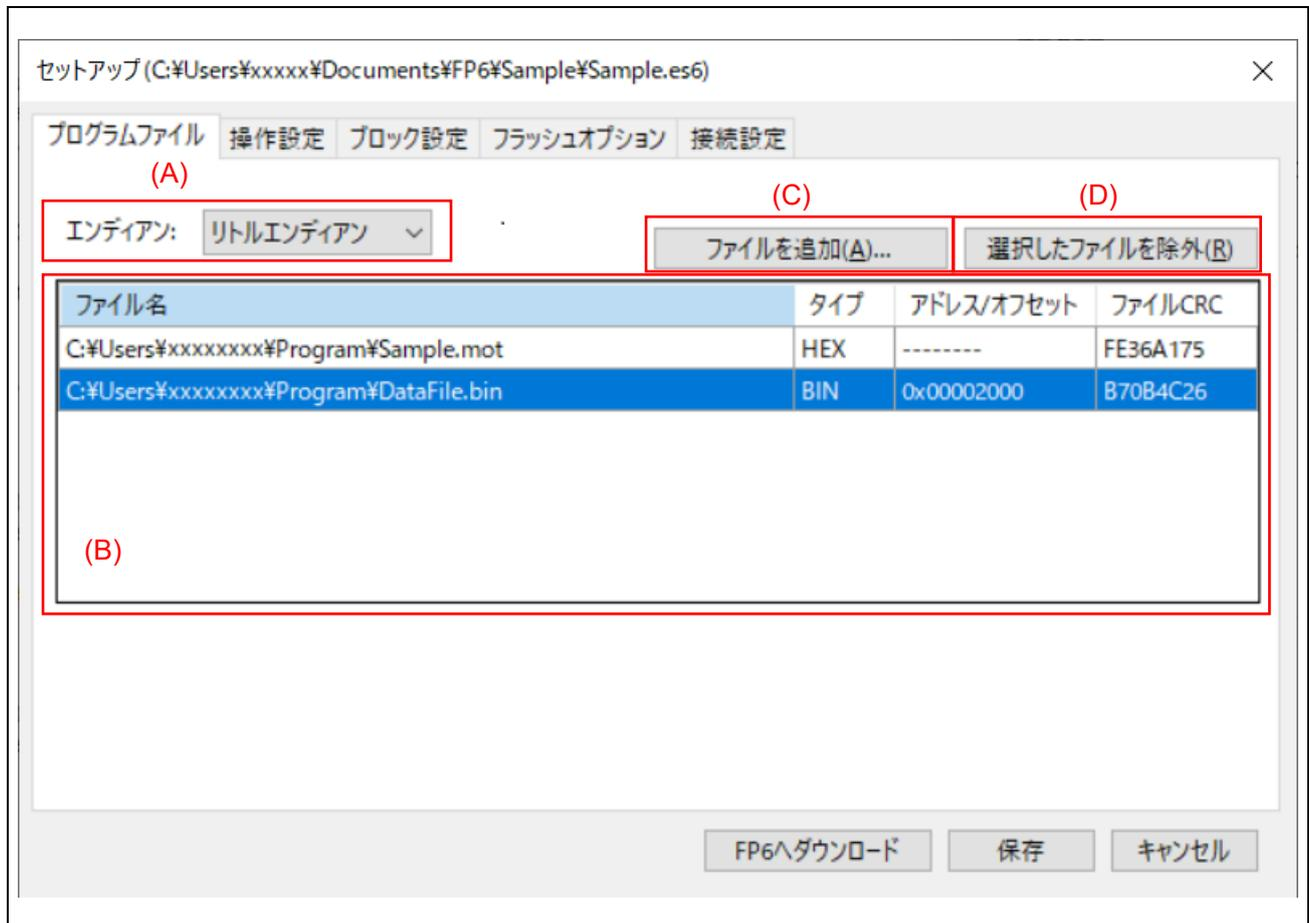 セットアップ (C:¥Users¥xxxxx¥Documents¥FP6¥Sample¥Sample.es6)
プログラムファイル 操作設定 ブロック設定 フラッシュオプション 接続設定
(A) (C) (D)
エンディアン: リトルエンディアン ファイルを追加(A)... 選択したファイルを除外(R)
ファイル名 タイプ アドレス/オフセット ファイルCRC
C:¥Users¥xxxxxxxx¥Program¥Sample.mot HEX -------- FE36A175
C:¥Users¥xxxxxxxx¥Program¥DataFile.bin BIN 0x00002000 B70B4C26
(B)
FP6へダウンロード 保存 キャンセル